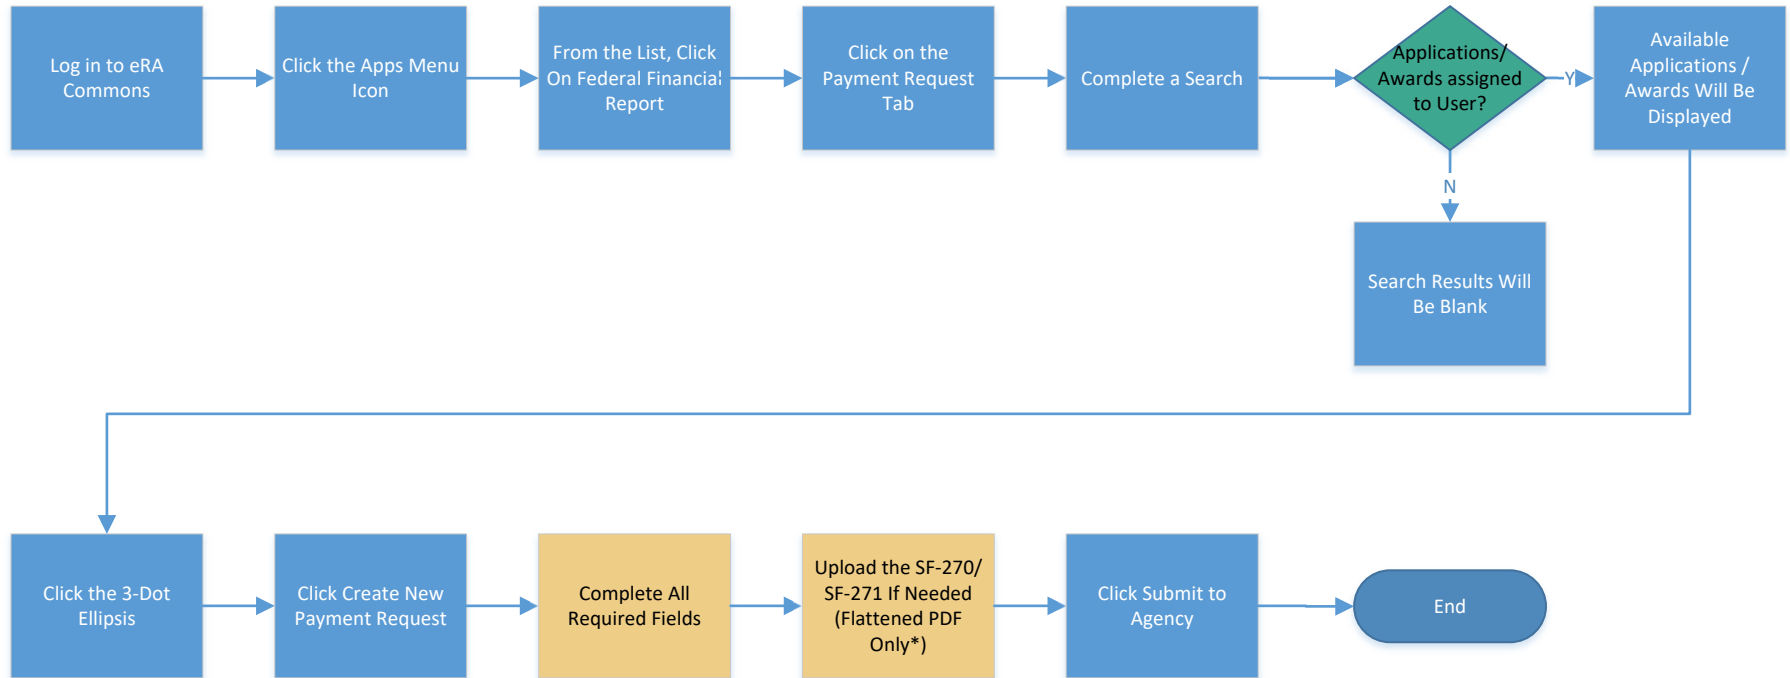 Log in to eRA
Commons
Click the Apps Menu
Icon
From the List, Click
On Federal Financial
Report
Click on the
Payment Request
Tab
Complete a Search
Applications/
Awards assigned
to User?
Y
Available
Applications /
Awards Will Be
Displayed
N
Search Results Will
Be Blank
Click the 3-Dot
Ellipsis
Click Create New
Payment Request
Complete All
Required Fields
Upload the SF-270/
SF-271 If Needed
(Flattened PDF
Only*)
Click Submit to
Agency
End